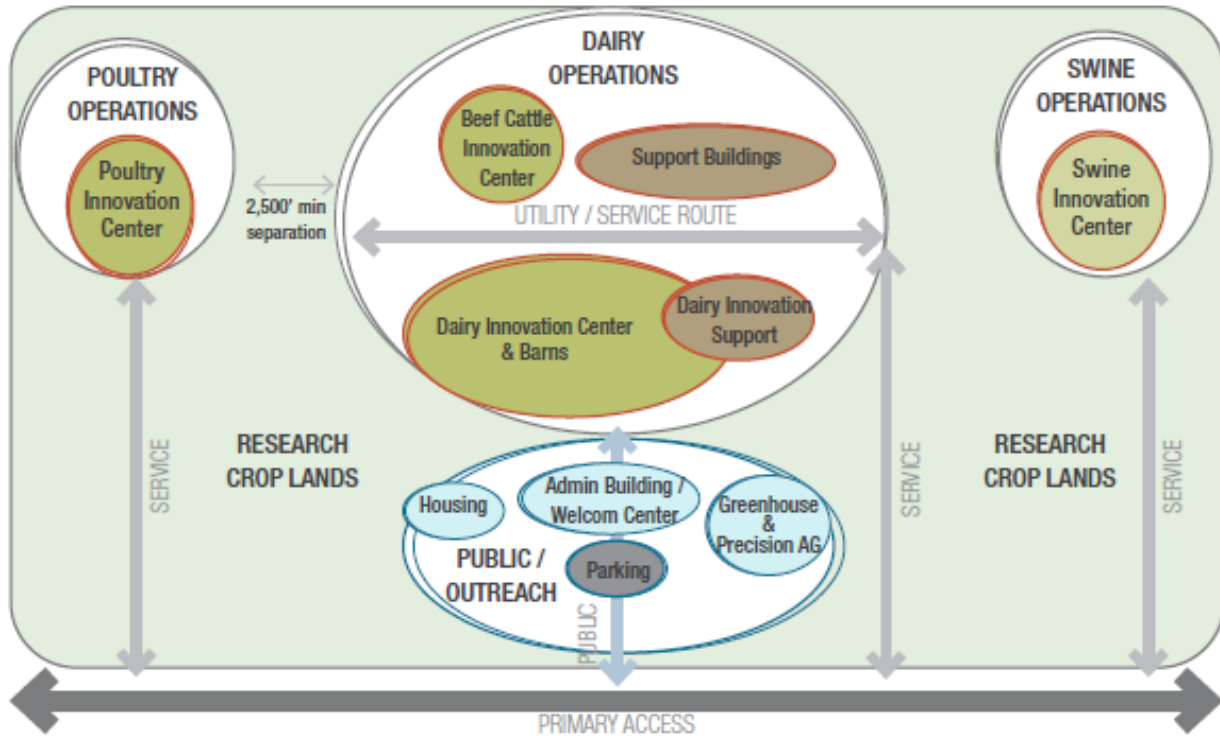 POULTRY
OPERATIONS
Poultry
Innovation
Center
2,500' min
separation
DAIRY
OPERATIONS
Beef Cattle
Innovation
Center
Support Buildings
UTILITY / SERVICE ROUTE
Dairy Innovation Center
& Barns
Dairy Innovation
Support
SWINE
OPERATIONS
Swine
Innovation
Center
SERVICE
RESEARCH
CROP LANDS
Housing
Admin Building /
Welcom Center
Greenhouse
&
Precision AG
PUBLIC /
OUTREACH
Parking
PUBLIC
SERVICE
RESEARCH
CROP LANDS
SERVICE
PRIMARY ACCESS